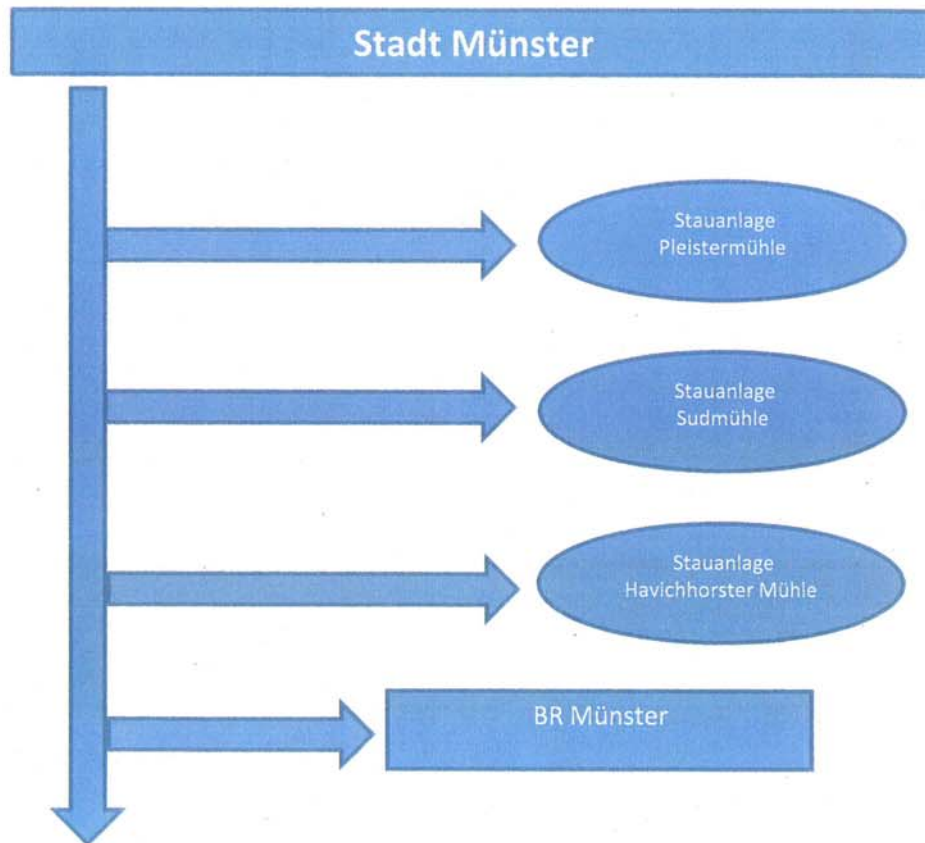 Stadt Münster
Stauanlage
Pleistermühle
Stauanlage
Sudmühle
Stauanlage
Havichhorster Mühle
BR Münster